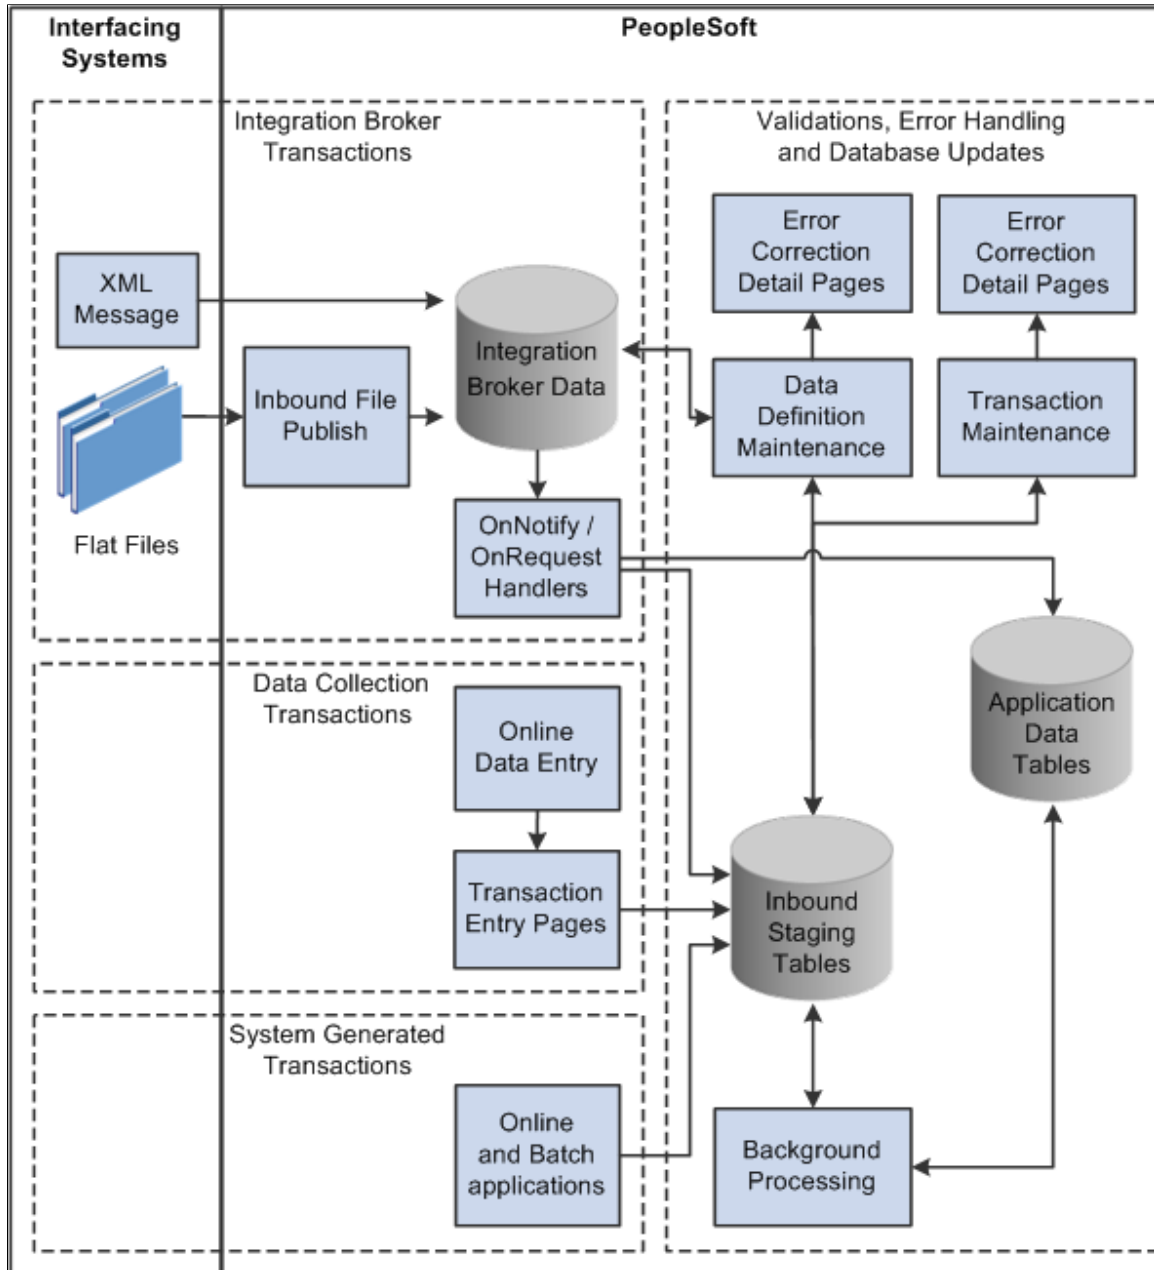 Interfacing
Systems
PeopleSoft
Integration Broker
Transactions
Validations, Error Handling
and Database Updates
Error
Correction
Detail Pages
Error
Correction
Detail Pages
XML
Message
Integration
Broker Data
Inbound File
Publish
Data
Definition
Maintenance
Transaction
Maintenance
Flat Files
OnNotify /
OnRequest
Handlers
Data Collection
Transactions
Online
Data Entry
Application
Data
Tables
Transaction
Entry Pages
Inbound
Staging
Tables
System Generated
Transactions
Online
and Batch
applications
Background
Processing